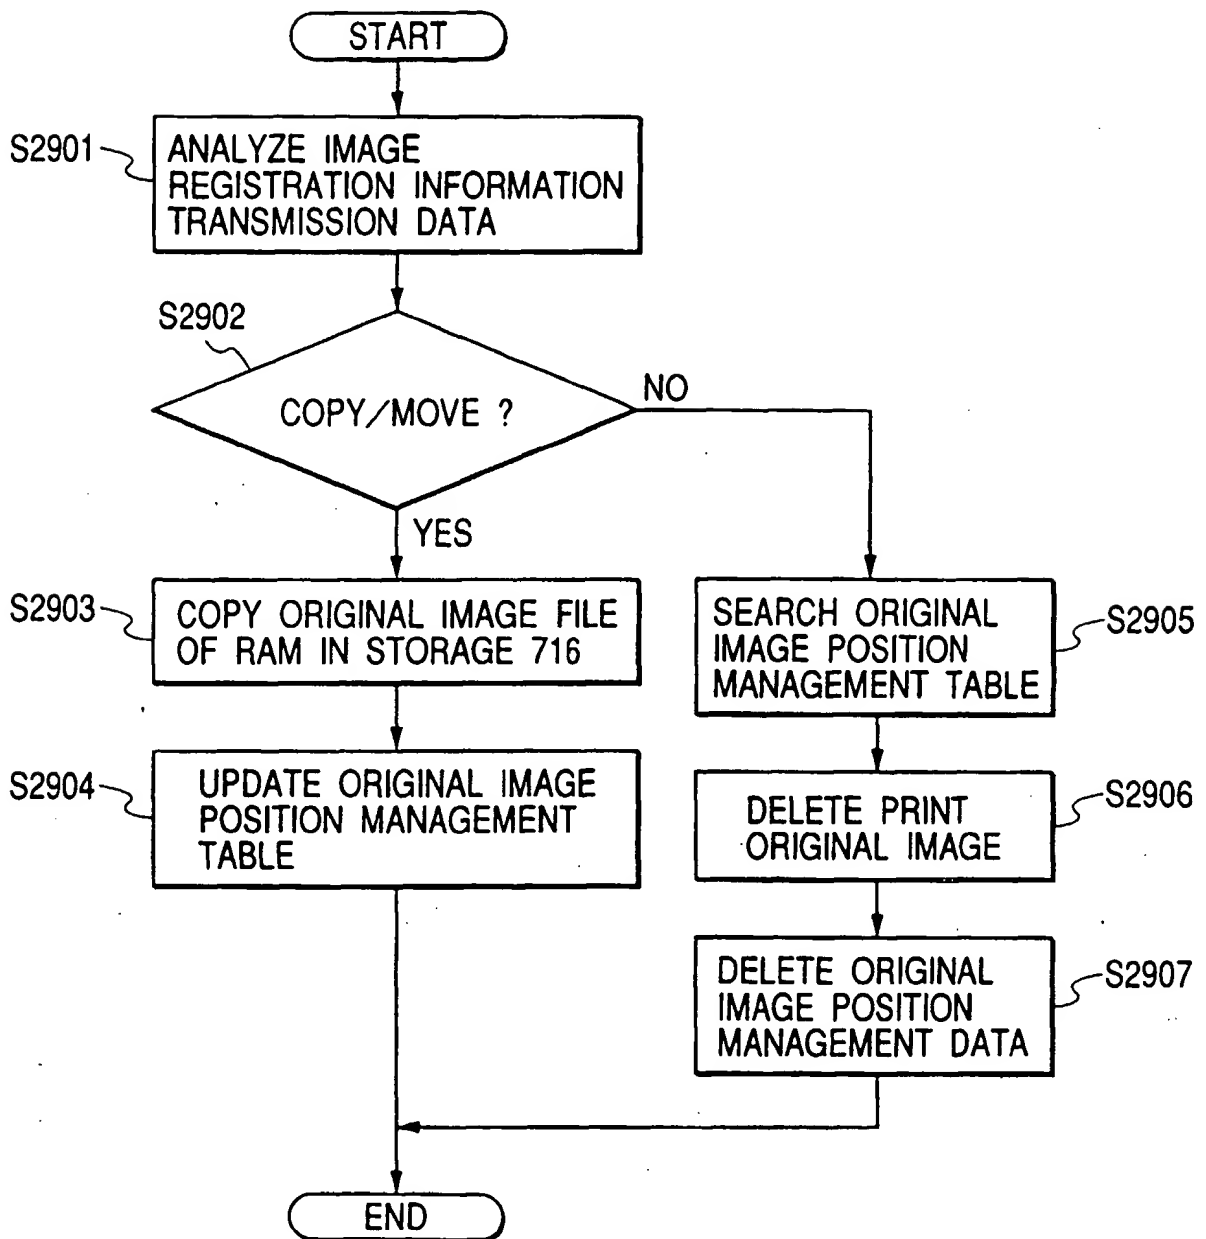 START
S2901
ANALYZE IMAGE
REGISTRATION INFORMATION
TRANSMISSION DATA
S2902
COPY/MOVE ?
NO
YES
S2903
COPY ORIGINAL IMAGE FILE
OF RAM IN STORAGE 716
S2904
UPDATE ORIGINAL IMAGE
POSITION MANAGEMENT
TABLE
SEARCH ORIGINAL
IMAGE POSITION
MANAGEMENT TABLE
S2905
DELETE PRINT
ORIGINAL IMAGE
S2906
DELETE ORIGINAL
IMAGE POSITION
MANAGEMENT DATA
S2907
END